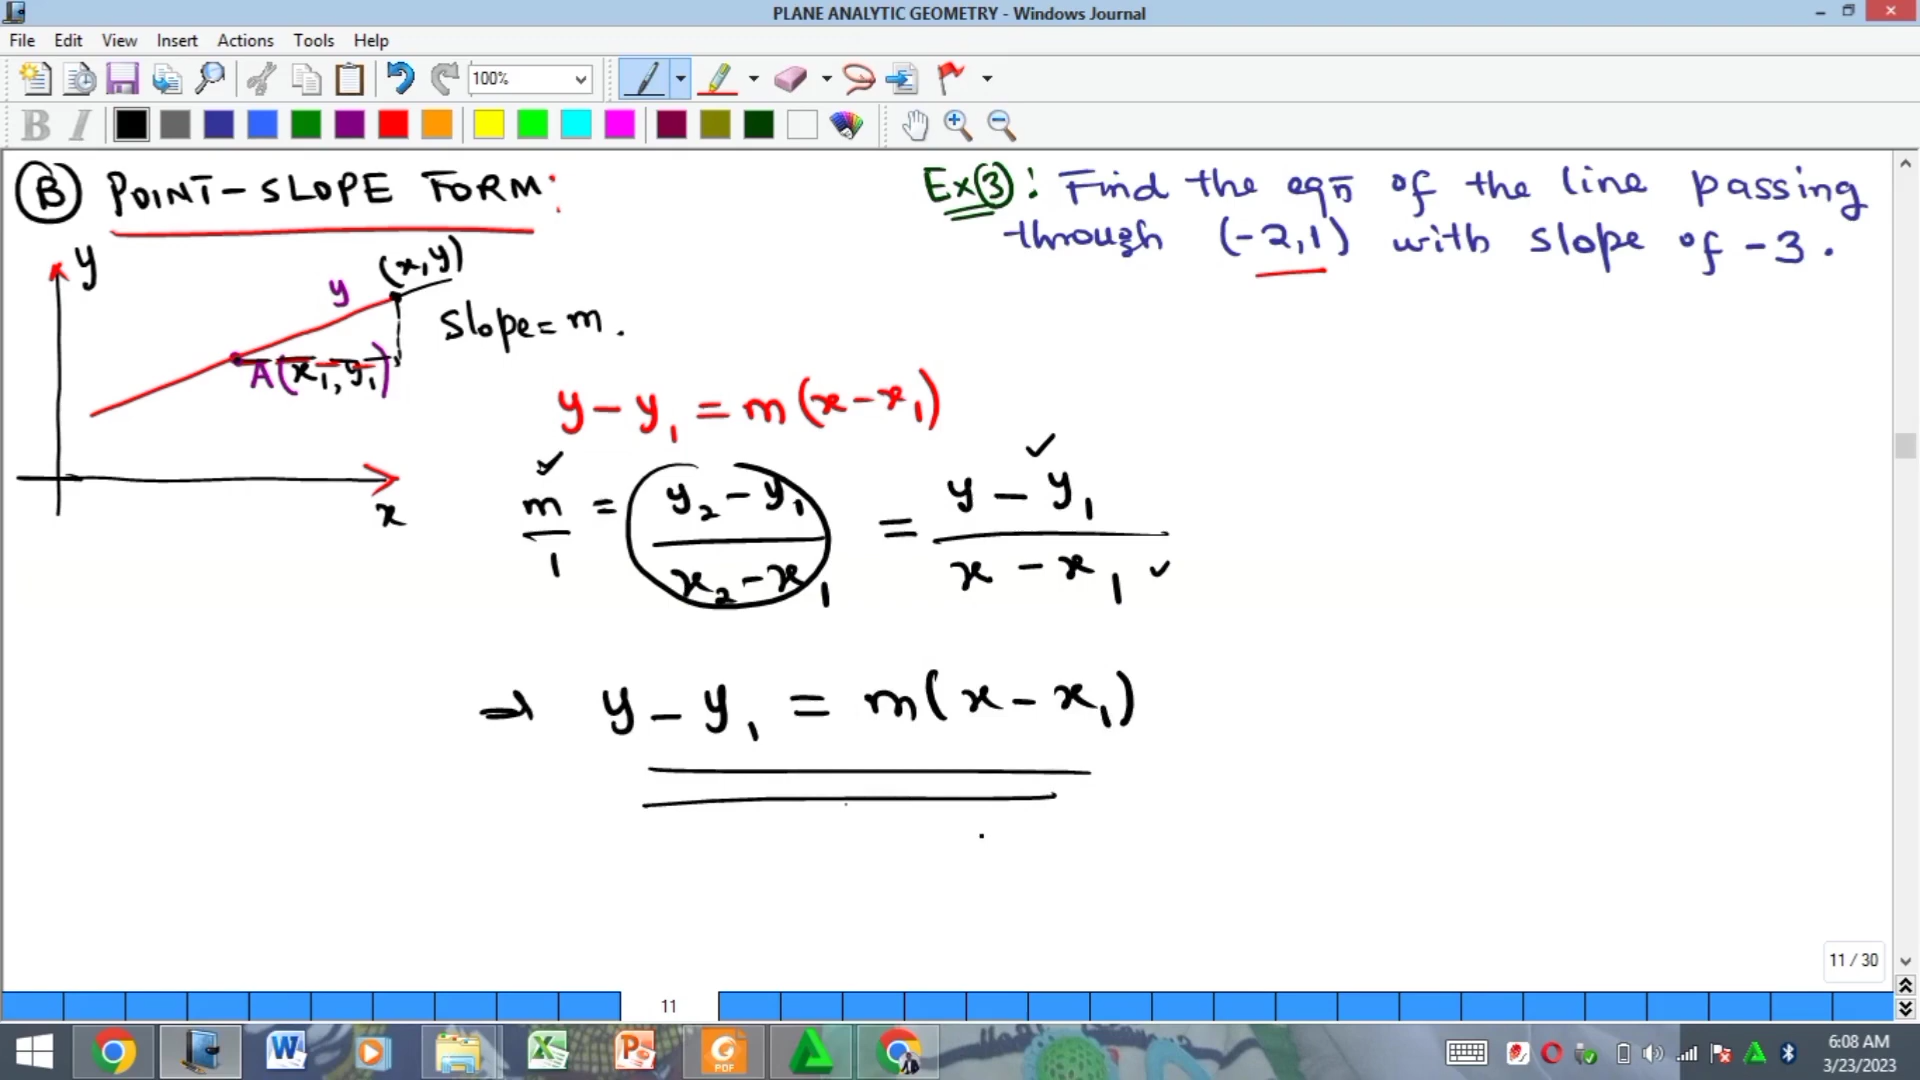 PLANE ANALYTIC GEOMETRY - Windows Journal
File Edit View Insert Actions Tools Help
100%
B I
Ⓑ POINT-SLOPE FORM:
Ex③: Find the eqn̄ of the line passing
through (-2,1) with slope of -3.
y
(x,y)
y
Slope = m.
A(x₁,y₁)
x
y - y₁ = m(x - x₁)
✓ ✓
m/1 = (y₂ - y₁)/(x₂ - x₁) = (y - y₁)/(x - x₁) ✓
⇒ y - y₁ = m(x - x₁)
11 / 30
11
PDF
6:08 AM
3/23/2023